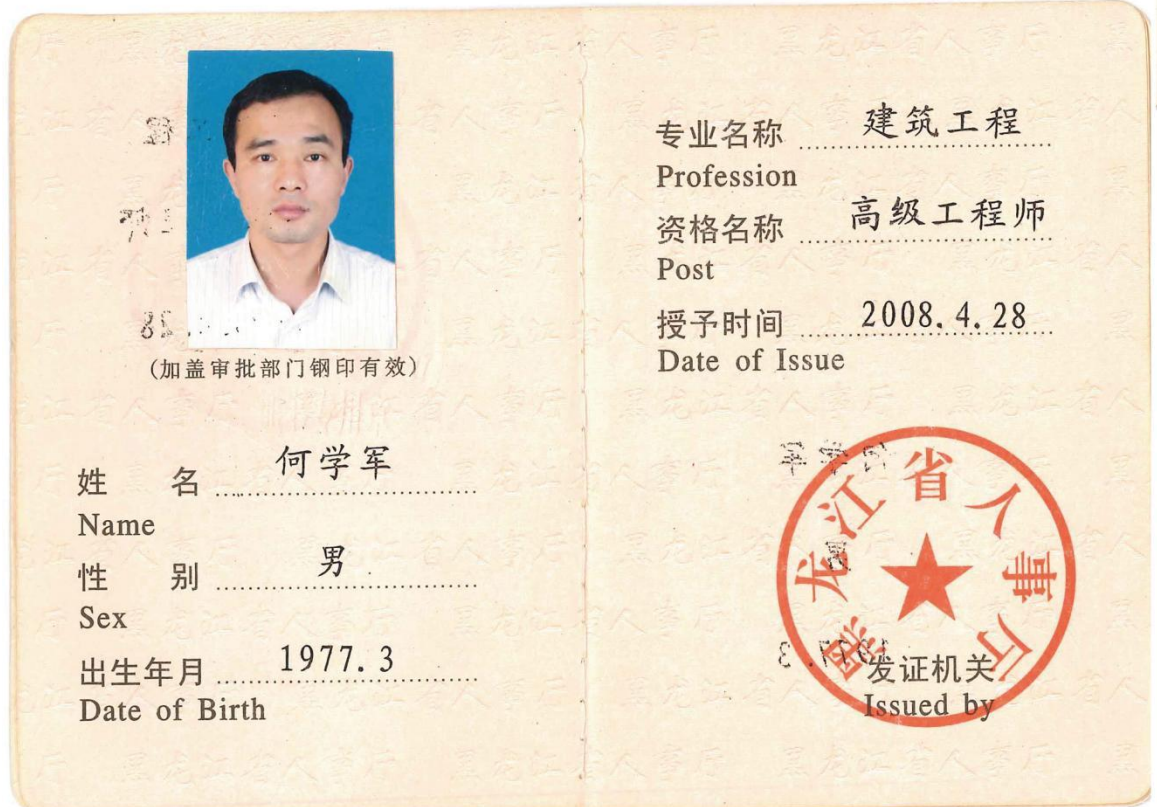 (加盖审批部门钢印有效)
姓 名 何学军
Name
性 别 男
Sex
出生年月 1977.3
Date of Birth
专业名称 建筑工程
Profession
资格名称 高级工程师
Post
授予时间 2008.4.28
Date of Issue
黑龙江省人事厅
发证机关
Issued by